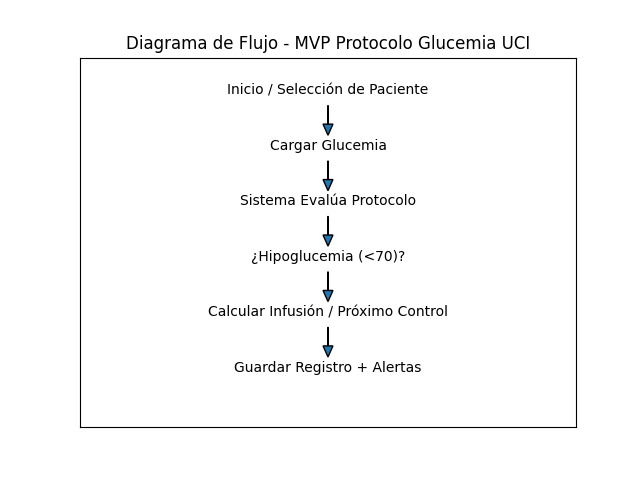 Diagrama de Flujo - MVP Protocolo Glucemia UCI
Inicio / Selección de Paciente
Cargar Glucemia
Sistema Evalúa Protocolo
¿Hipoglucemia (<70)?
Calcular Infusión / Próximo Control
Guardar Registro + Alertas